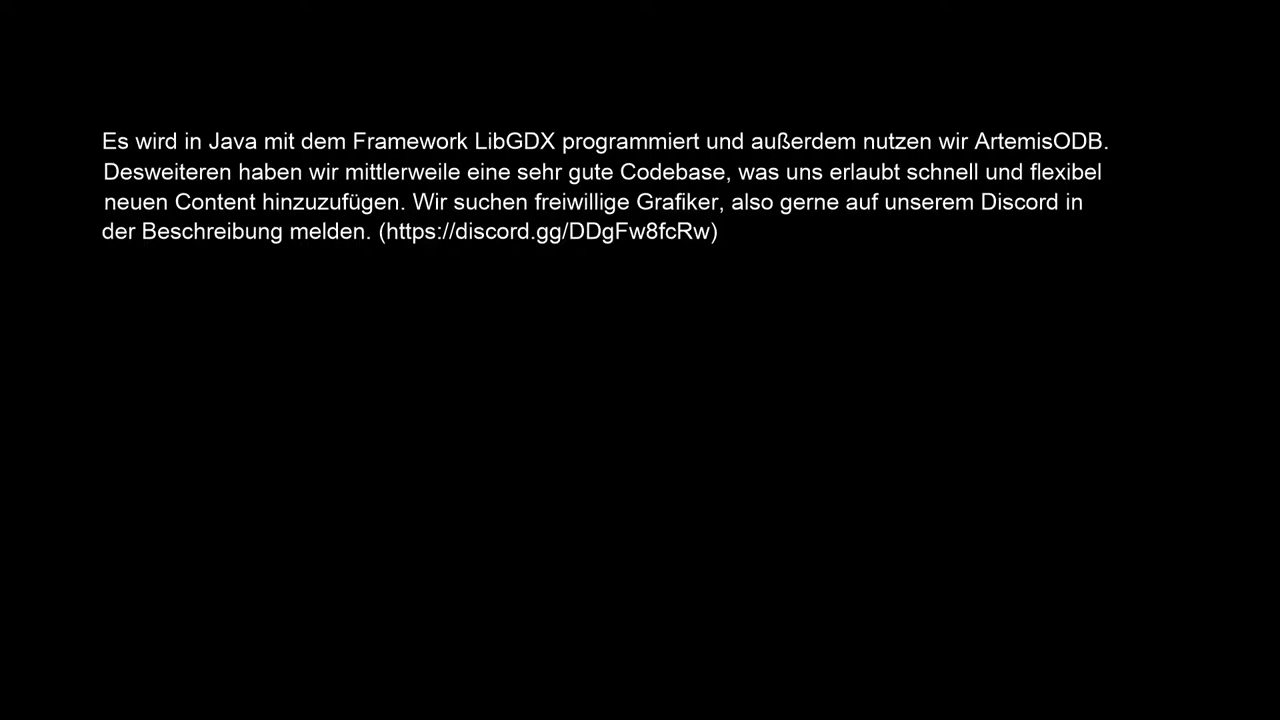 Es wird in Java mit dem Framework LibGDX programmiert und außerdem nutzen wir ArtemisODB.
Desweiteren haben wir mittlerweile eine sehr gute Codebase, was uns erlaubt schnell und flexibel
neuen Content hinzuzufügen. Wir suchen freiwillige Grafiker, also gerne auf unserem Discord in
der Beschreibung melden. (https://discord.gg/DDgFw8fcRw)